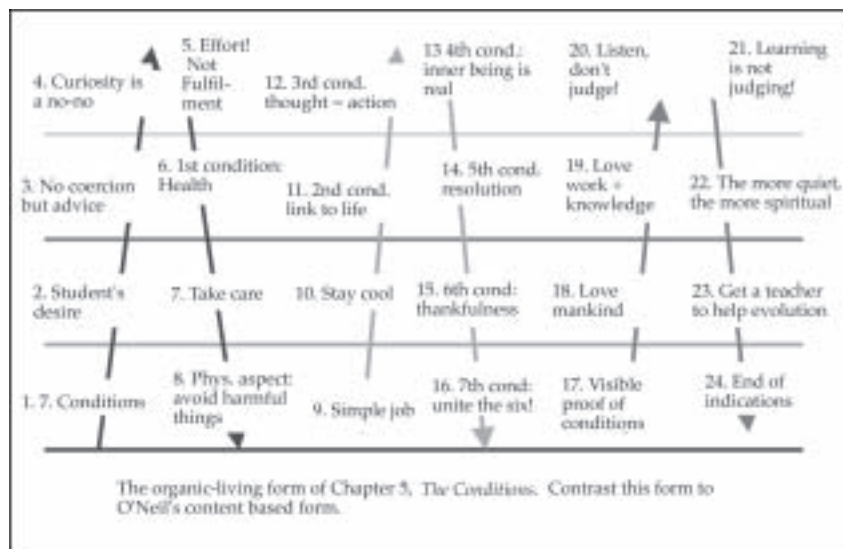 1. 7. Conditions
2. Student's
desire
3. No coercion
but advice
4. Curiosity is
a no-no
5. Effort!
Not
Fulfil-
ment
6. 1st condition:
Health
7. Take care
8. Phys. aspect:
avoid harmful
things
9. Simple job
10. Stay cool
11. 2nd cond.
link to life
12. 3rd cond.
thought = action
13 4th cond.:
inner being is
real
14. 5th cond.
resolution
15. 6th cond:
thankfulness
16. 7th cond:
unite the six!
17. Visible
proof of
conditions
18. Love
mankind
19. Love
work +
knowledge
20. Listen,
don't
judge!
21. Learning
is not
judging!
22. The more quiet,
the more spiritual
23. Get a teacher
to help evolution
24. End of
indications
The organic-living form of Chapter 5, The Conditions. Contrast this form to
O'Neil's content based form.